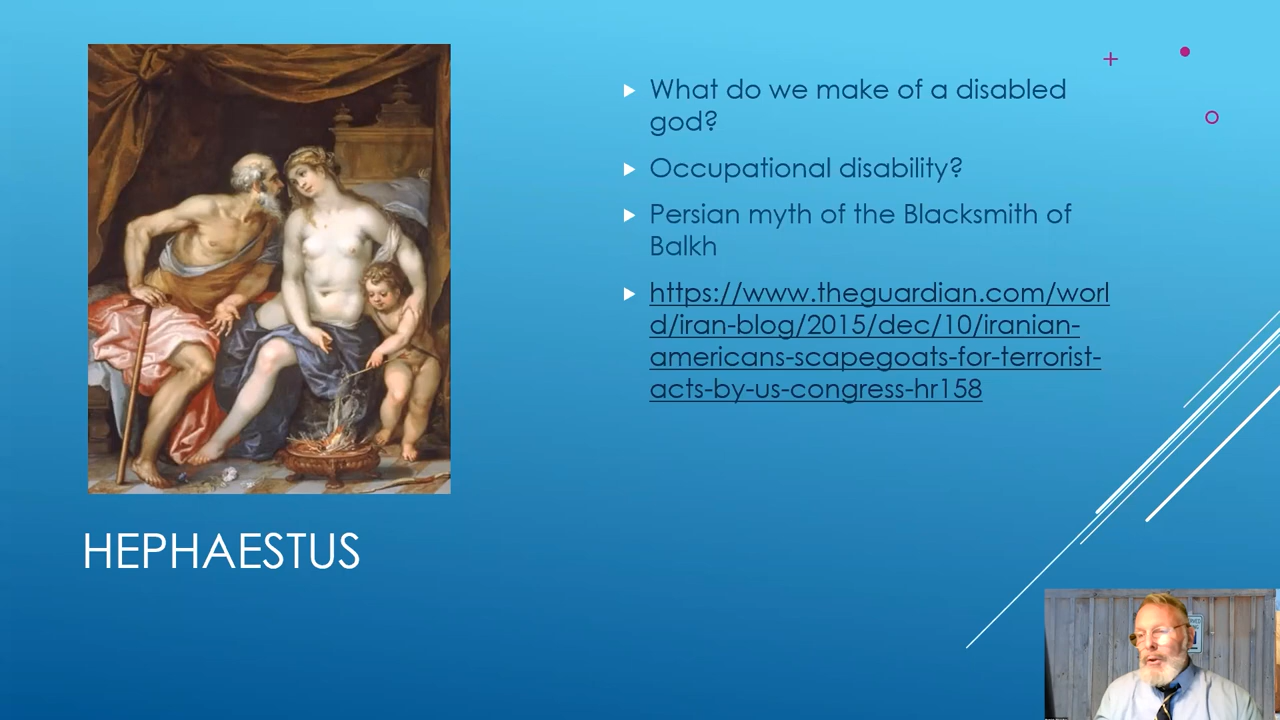 What do we make of a disabled
god?
Occupational disability?
Persian myth of the Blacksmith of
Balkh
https://www.theguardian.com/worl
d/iran-blog/2015/dec/10/iranian-
americans-scapegoats-for-terrorist-
acts-by-us-congress-hr158
HEPHAESTUS